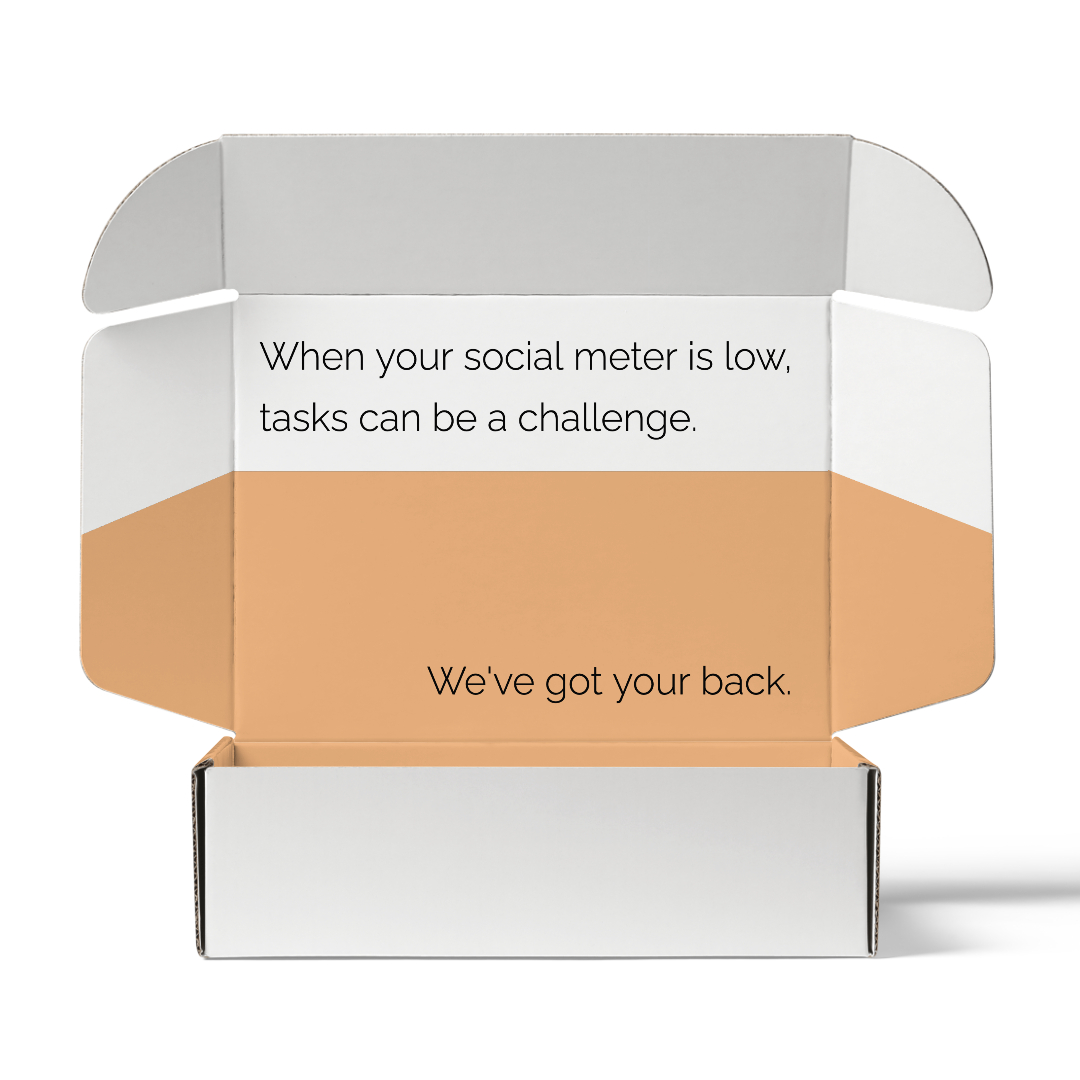 When your social meter is low,
tasks can be a challenge.
We've got your back.